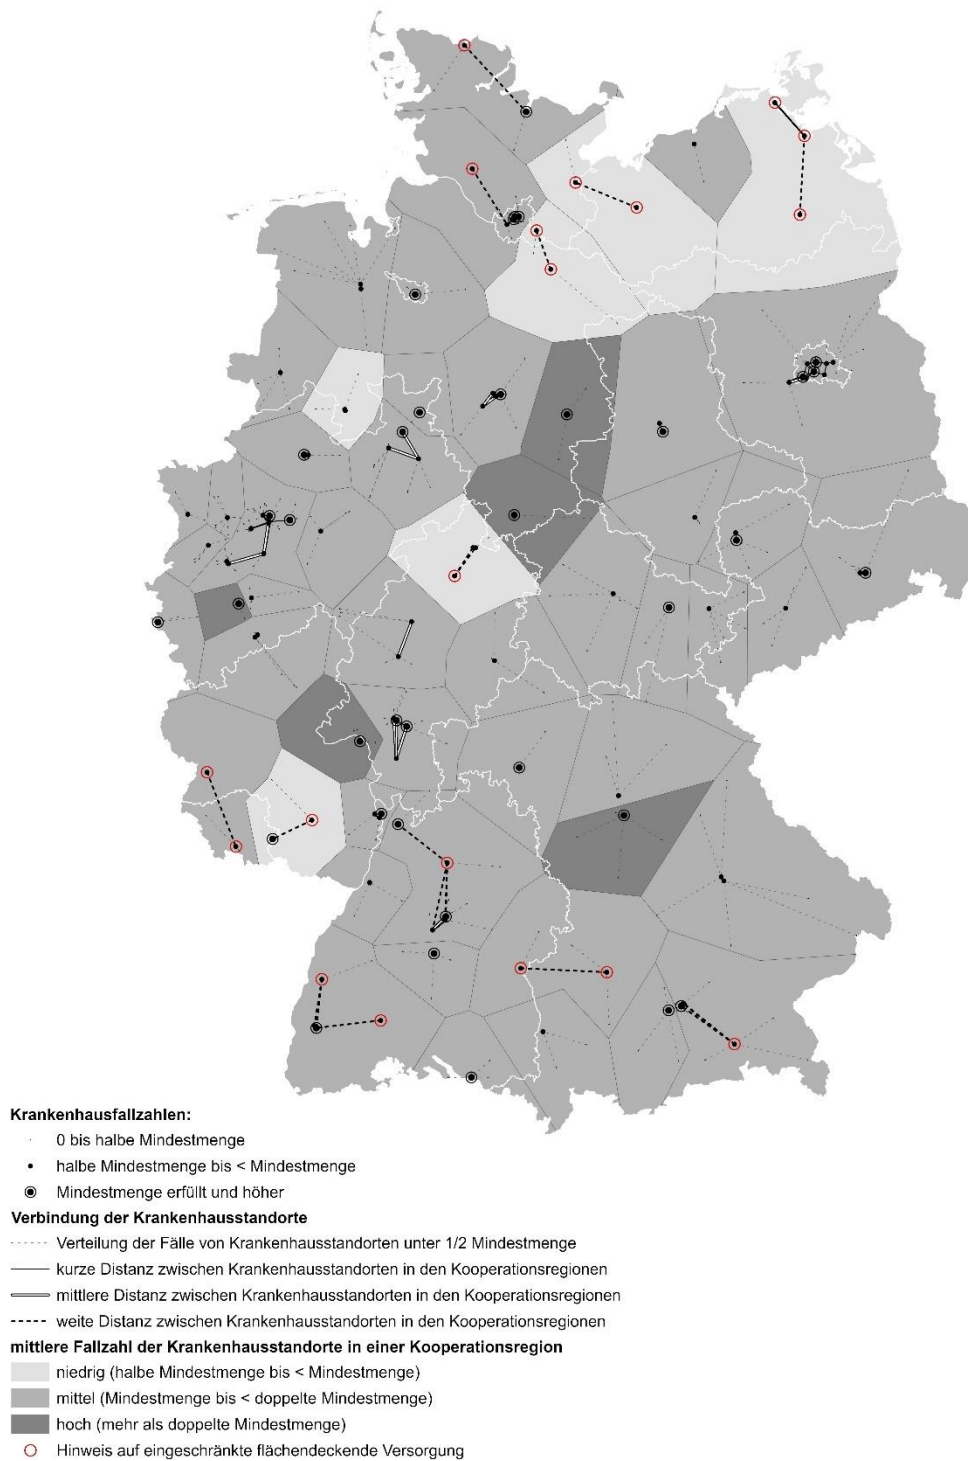 Krankenhausfallzahlen:
0 bis halbe Mindestmenge
halbe Mindestmenge bis < Mindestmenge
Mindestmenge erfüllt und höher
Verbindung der Krankenhausstandorte
Verteilung der Fälle von Krankenhausstandorten unter 1/2 Mindestmenge
kurze Distanz zwischen Krankenhausstandorten in den Kooperationsregionen
mittlere Distanz zwischen Krankenhausstandorten in den Kooperationsregionen
weite Distanz zwischen Krankenhausstandorten in den Kooperationsregionen
mittlere Fallzahl der Krankenhausstandorte in einer Kooperationsregion
niedrig (halbe Mindestmenge bis < Mindestmenge)
mittel (Mindestmenge bis < doppelte Mindestmenge)
hoch (mehr als doppelte Mindestmenge)
Hinweis auf eingeschränkte flächendeckende Versorgung